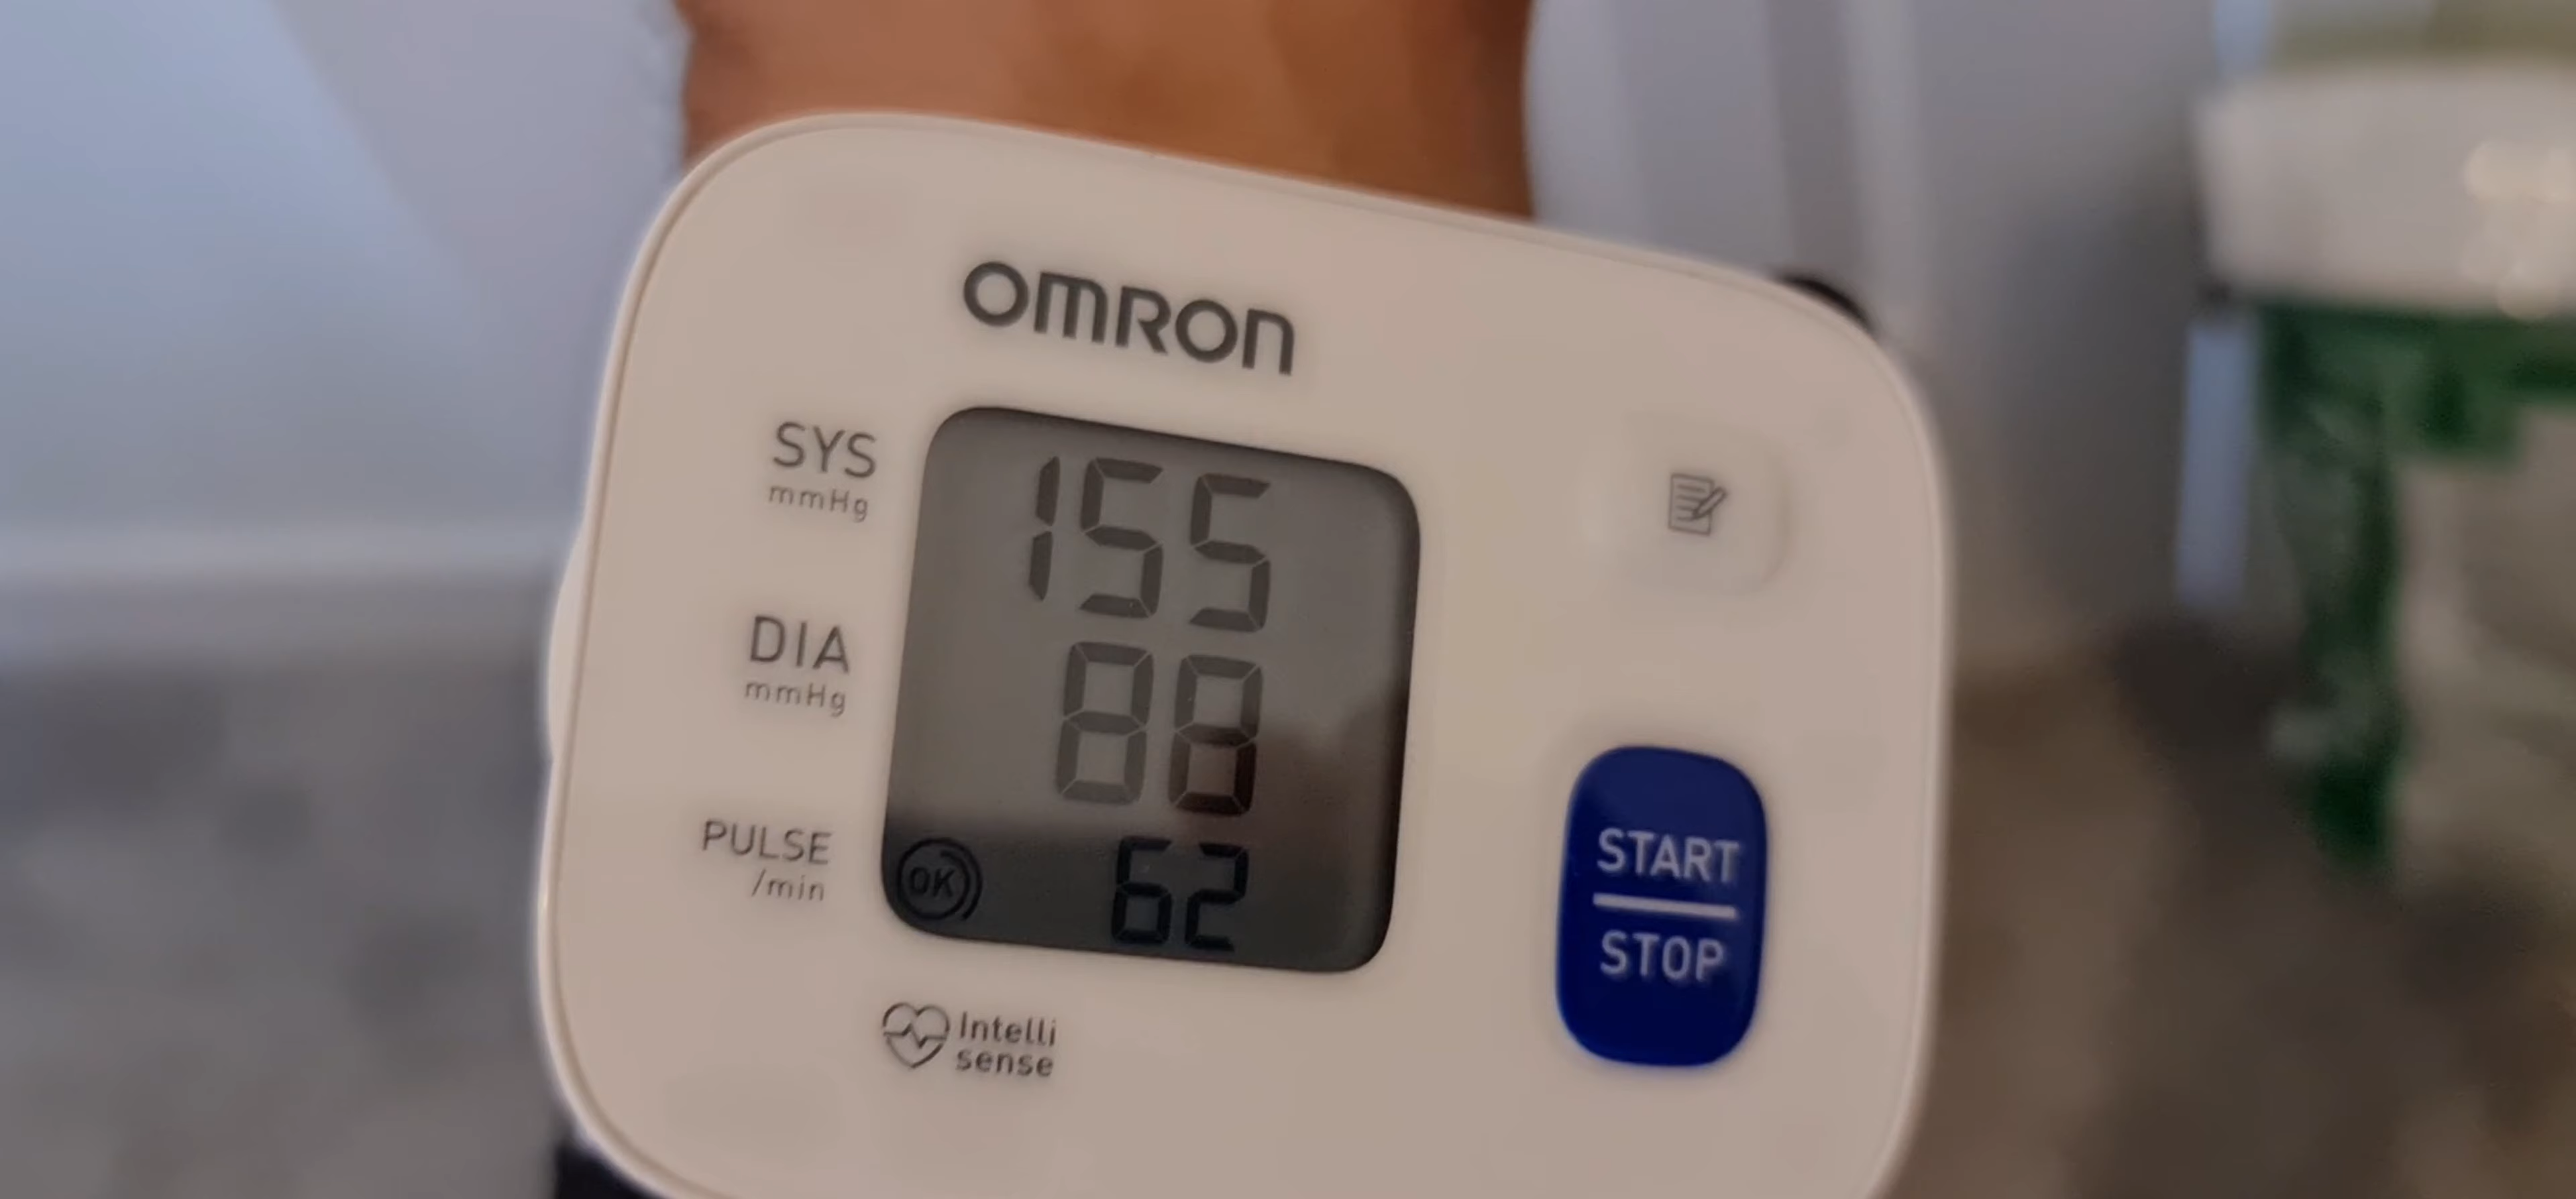 OMRON
SYS
mmHg
155
DIA
mmHg
88
PULSE
/min
OK
62
START
STOP
Intelli
sense